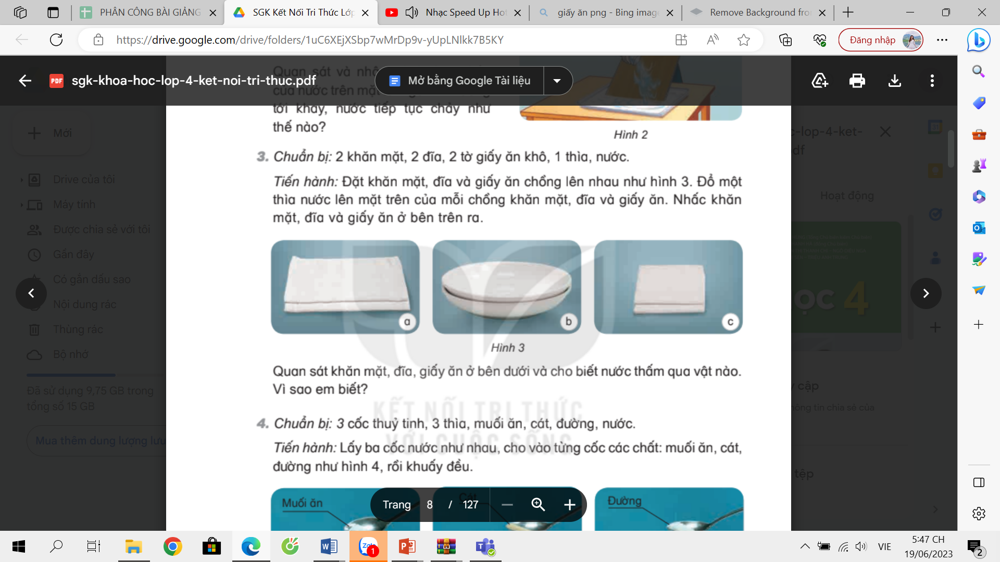 PHÂN CÔNG BÀI GIẢNG
SGK Kết Nối Tri Thức Lớp
Nhạc Speed Up Hot
giấy ăn png - Bing image
Remove Background from
https://drive.google.com/drive/folders/1uC6XEjXSbp7wMrDp9v-yUpLNlkk7B5KY
Đăng nhập
PDF
sgk-khoa-hoc-lop-4-ket-noi-tri-thuc.pdf
Mở bằng Google Tài liệu
Mới
Drive của tôi
Máy tính
Được chia sẻ với tôi
Gần đây
Có gắn dấu sao
Nội dung rác
Thùng rác
Bộ nhớ
Đã sử dụng 9,75 GB trong
tổng số 15 GB
Mua thêm dung lượng lưu
Quan sát và
của nước trên mặt
tới khay, nước tiếp tục chảy như
thế nào?
Hình 2
3. Chuẩn bị: 2 khăn mặt, 2 đĩa, 2 tờ giấy ăn khô, 1 thìa, nước.
Tiến hành: Đặt khăn mặt, đĩa và giấy ăn chồng lên nhau như hình 3. Đổ một
thìa nước lên mặt trên của mỗi chồng khăn mặt, đĩa và giấy ăn. Nhấc khăn
mặt, đĩa và giấy ăn ở bên trên ra.
a
b
c
Hình 3
Quan sát khăn mặt, đĩa, giấy ăn ở bên dưới và cho biết nước thấm qua vật nào.
Vì sao em biết?
KẾT NỐI TRI THỨC
VỚI CUỘC SỐNG
4. Chuẩn bị: 3 cốc thuỷ tinh, 3 thìa, muối ăn, cát, đường, nước.
Tiến hành: Lấy ba cốc nước như nhau, cho vào từng cốc các chất: muối ăn, cát,
đường như hình 4, rồi khuấy đều.
Muối ăn
Cát
Đường
Trang 8 / 127
c-lop-4-ket-
df
Hoạt động
ỌC 4
y cập
hông tin chia sẻ của
tệp
31
Zalo
1
VIE
5:47 CH
19/06/2023
2